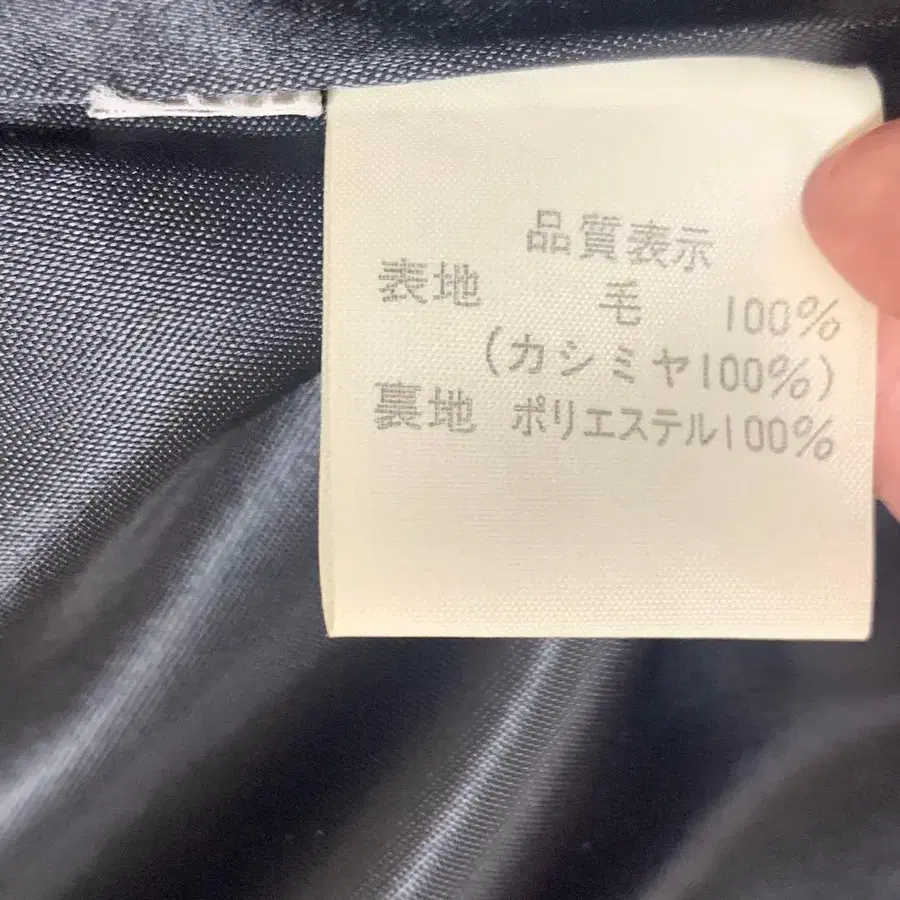 品質表示
表地 毛 100%
(カシミヤ100%)
裏地 ポリエステル100%